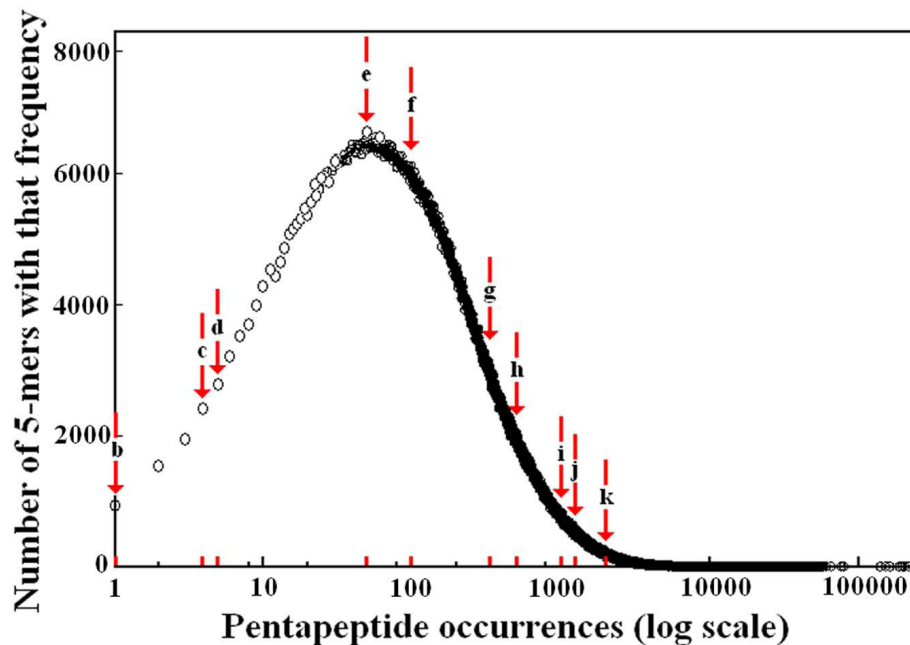 Number of 5-mers with that frequency
8000
6000
4000
2000
0
b
c
d
e
f
g
h
i
j
k
1
10
100
1000
10000
100000
Pentapeptide occurrences (log scale)